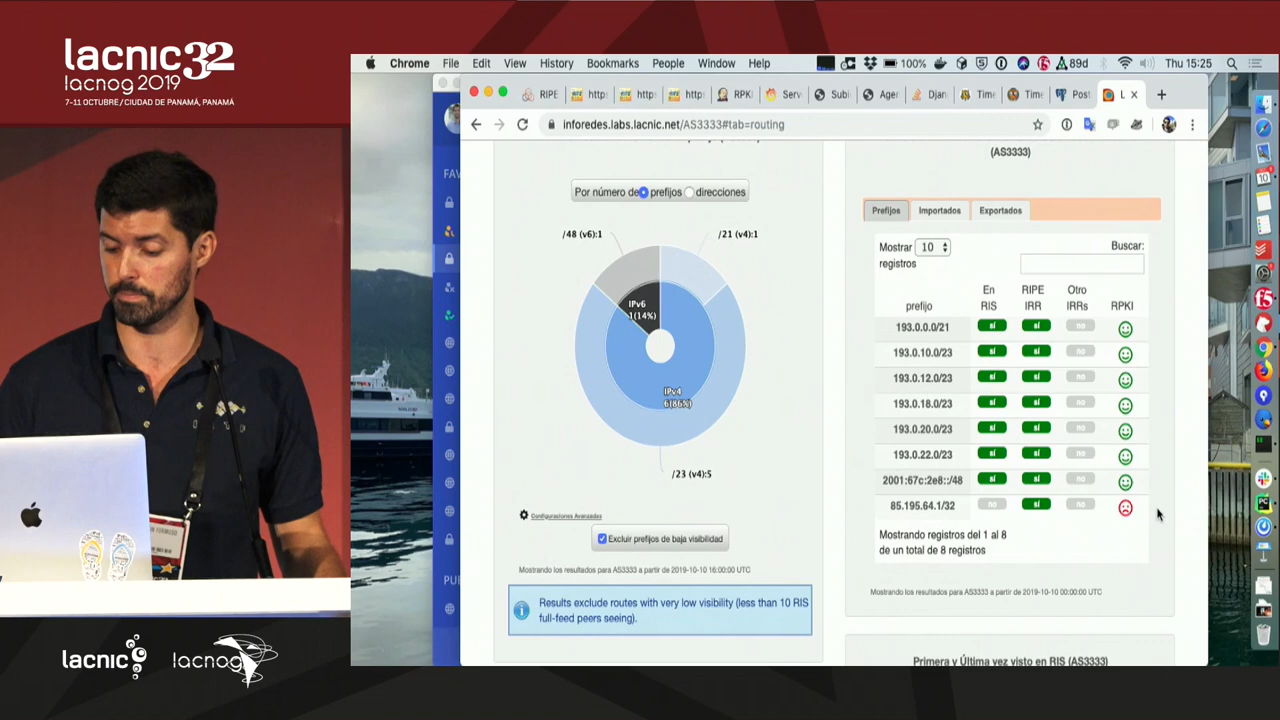 lacnic32
lacnog 2019
7-11 OCTUBRE / CIUDAD DE PANAMÁ, PANAMÁ
Chrome File Edit View History Bookmarks People Window Help
100%
89d
Thu 15:25
RIPE
http
http
http
RPKI
Serv
Subi
Agen
Djan
Time
Time
Post
L
inforedes.labs.lacnic.net/AS3333#tab=routing
FAV
PU
Por número de prefijos direcciones
/48 (v6):1
/21 (v4):1
IPv6
1(14%)
IPv4
6(86%)
/23 (v4):5
Configuraciones Avanzadas
Excluir prefijos de baja visibilidad
Mostrando los resultados para AS3333 a partir de 2019-10-10 16:00:00 UTC
Results exclude routes with very low visibility (less than 10 RIS
full-feed peers seeing).
(AS3333)
Prefijos Importados Exportados
Mostrar 10
registros
Buscar:
prefijo En RIS RIPE IRR Otro IRRs RPKI
193.0.0.0/21 sí sí no
193.0.10.0/23 sí sí no
193.0.12.0/23 sí sí no
193.0.18.0/23 sí sí no
193.0.20.0/23 sí sí no
193.0.22.0/23 sí sí no
2001:67c:2e8::/48 sí sí no
85.195.64.1/32 no sí no
Mostrando registros del 1 al 8
de un total de 8 registros
Mostrando los resultados para AS3333 a partir de 2019-10-10 00:00:00 UTC
Primera y Última vez visto en RIS (AS3333)
lacnic
lacnog